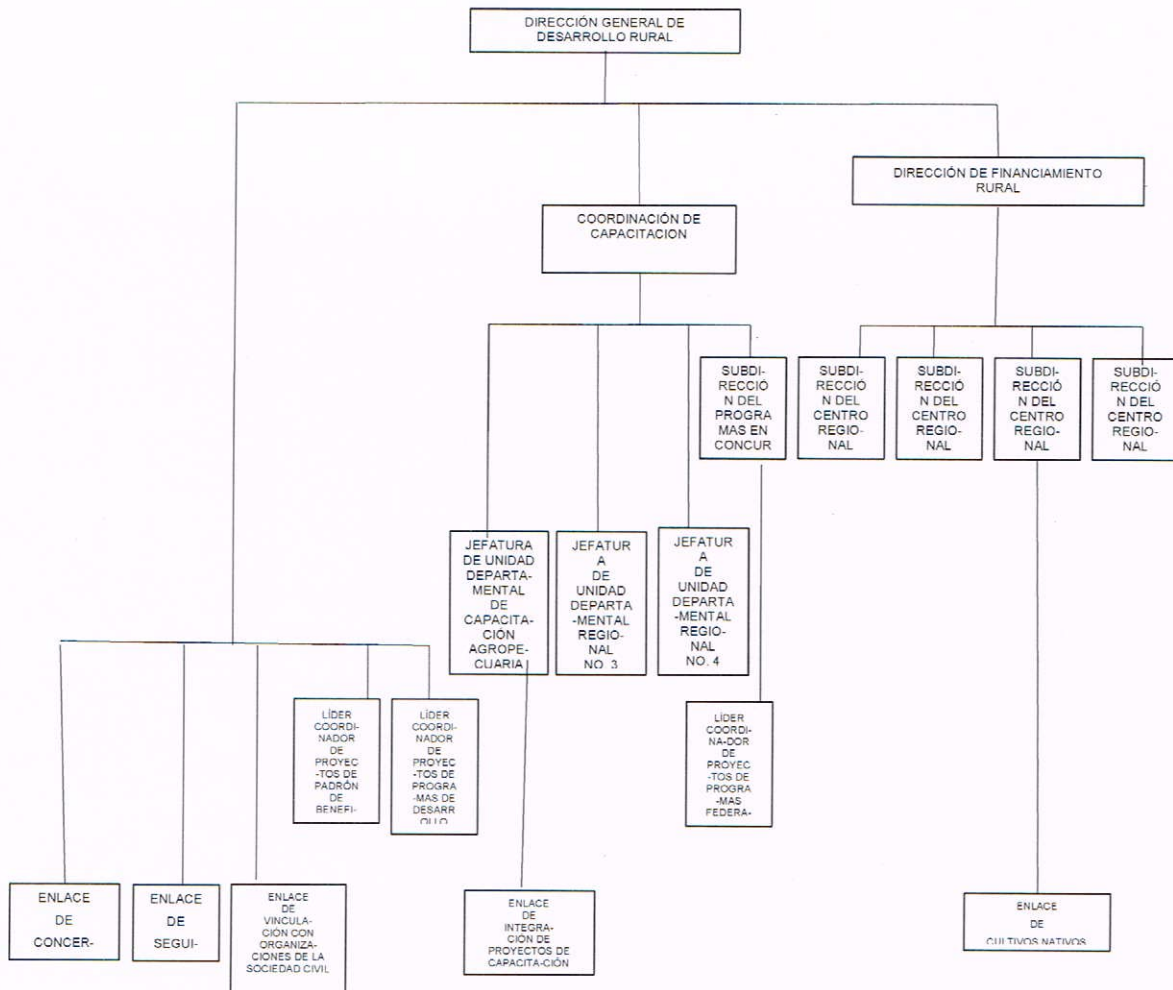 DIRECCIÓN GENERAL DE
DESARROLLO RURAL
DIRECCIÓN DE FINANCIAMIENTO
RURAL
COORDINACIÓN DE
CAPACITACION
SUBDI-
RECCIÓ
N DEL
PROGRA
MAS EN
CONCUR
SUBDI-
RECCIÓ
N DEL
CENTRO
REGIO-
NAL
SUBDI-
RECCIÓ
N DEL
CENTRO
REGIO-
NAL
SUBDI-
RECCIÓ
N DEL
CENTRO
REGIO-
NAL
SUBDI-
RECCIÓ
N DEL
CENTRO
REGIO-
NAL
JEFATURA
DE UNIDAD
DEPARTA-
MENTAL
DE
CAPACITA-
CIÓN
AGROPE-
CUARIA
JEFATUR
A
DE
UNIDAD
DEPARTA
-MENTAL
REGIO-
NAL
NO. 3
JEFATUR
A
DE
UNIDAD
DEPARTA
-MENTAL
REGIO-
NAL
NO. 4
LÍDER
COORDI-
NADOR
DE
PROYEC
-TOS DE
PADRÓN
DE
BENEFI-
LÍDER
COORDI-
NADOR
DE
PROYEC
-TOS DE
PROGRA
-MAS DE
DESARR
OLLO
LÍDER
COORDI-
NA-DOR
DE
PROYEC
-TOS DE
PROGRA
-MAS
FEDERA-
ENLACE
DE
CONCER-
ENLACE
DE
SEGUI-
ENLACE
DE
VINCULA-
CIÓN CON
ORGANIZA-
CIONES DE LA
SOCIEDAD CIVIL
ENLACE
DE
INTEGRA-
CIÓN DE
PROYECTOS DE
CAPACITA-CIÓN
ENLACE
DE
CULTIVOS NATIVOS